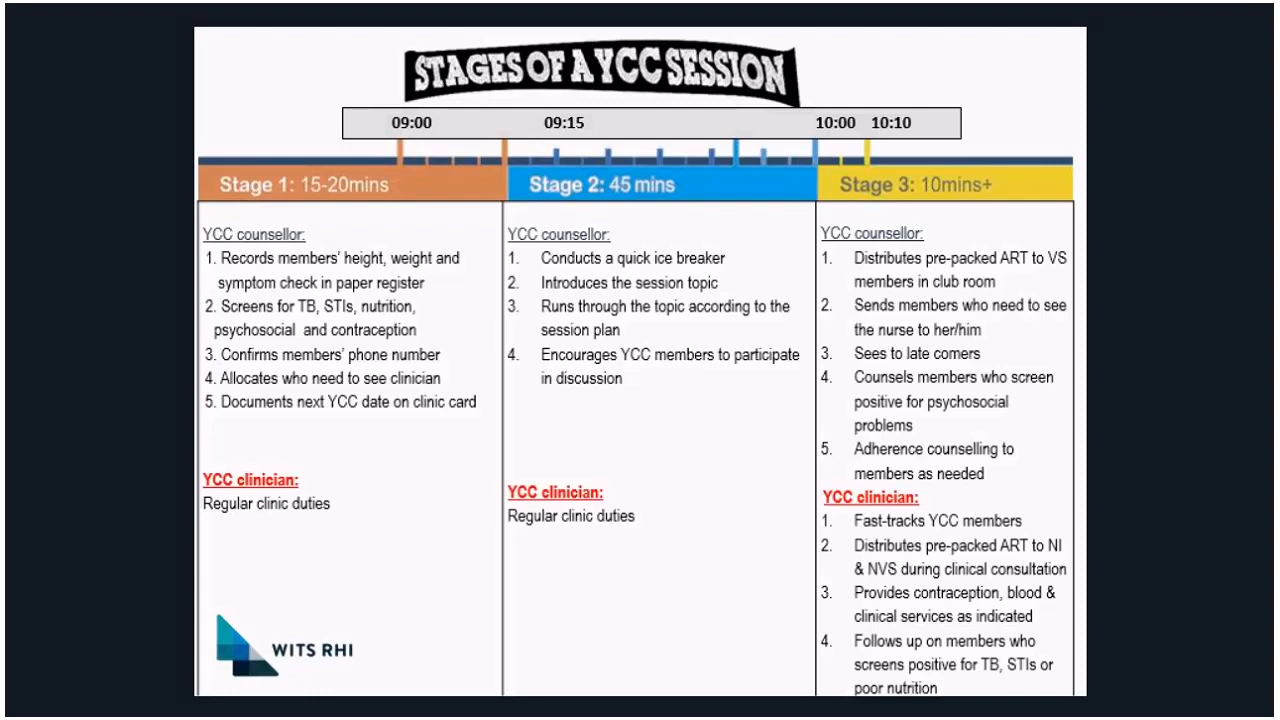 STAGES OF A YCC SESSION
09:00 09:15 10:00 10:10
Stage 1: 15-20mins
YCC counsellor:
1. Records members' height, weight and
symptom check in paper register
2. Screens for TB, STIs, nutrition,
psychosocial and contraception
3. Confirms members' phone number
4. Allocates who need to see clinician
5. Documents next YCC date on clinic card
YCC clinician:
Regular clinic duties
WITS RHI
Stage 2: 45 mins
YCC counsellor:
1. Conducts a quick ice breaker
2. Introduces the session topic
3. Runs through the topic according to the
session plan
4. Encourages YCC members to participate
in discussion
YCC clinician:
Regular clinic duties
Stage 3: 10mins+
YCC counsellor:
1. Distributes pre-packed ART to VS
members in club room
2. Sends members who need to see
the nurse to her/him
3. Sees to late comers
4. Counsels members who screen
positive for psychosocial
problems
5. Adherence counselling to
members as needed
YCC clinician:
1. Fast-tracks YCC members
2. Distributes pre-packed ART to NI
& NVS during clinical consultation
3. Provides contraception, blood &
clinical services as indicated
4. Follows up on members who
screens positive for TB, STIs or
poor nutrition